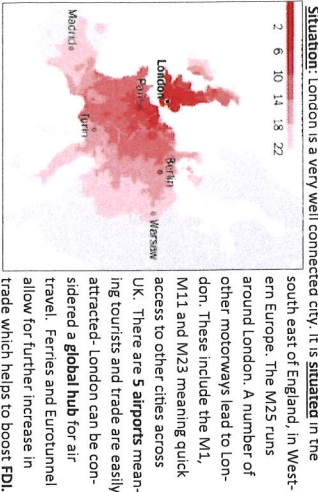 Situation: London is a very well connected city. It is situated in the
south east of England, in West-
ern Europe. The M25 runs
around London. A number of
other motorways lead to Lon-
don. These include the M1,
M11 and M23 meaning quick
access to other cities across
UK. There are 5 airports mean-
ing tourists and trade are easily
attracted- London can be con-
sidered a global hub for air
travel. Ferries and Eurotunnel
allow for further increase in
trade which helps to boost FDI.
2 6 10 14 18 22
London
Paris
Berlin
Warsaw
Turin
Madrid